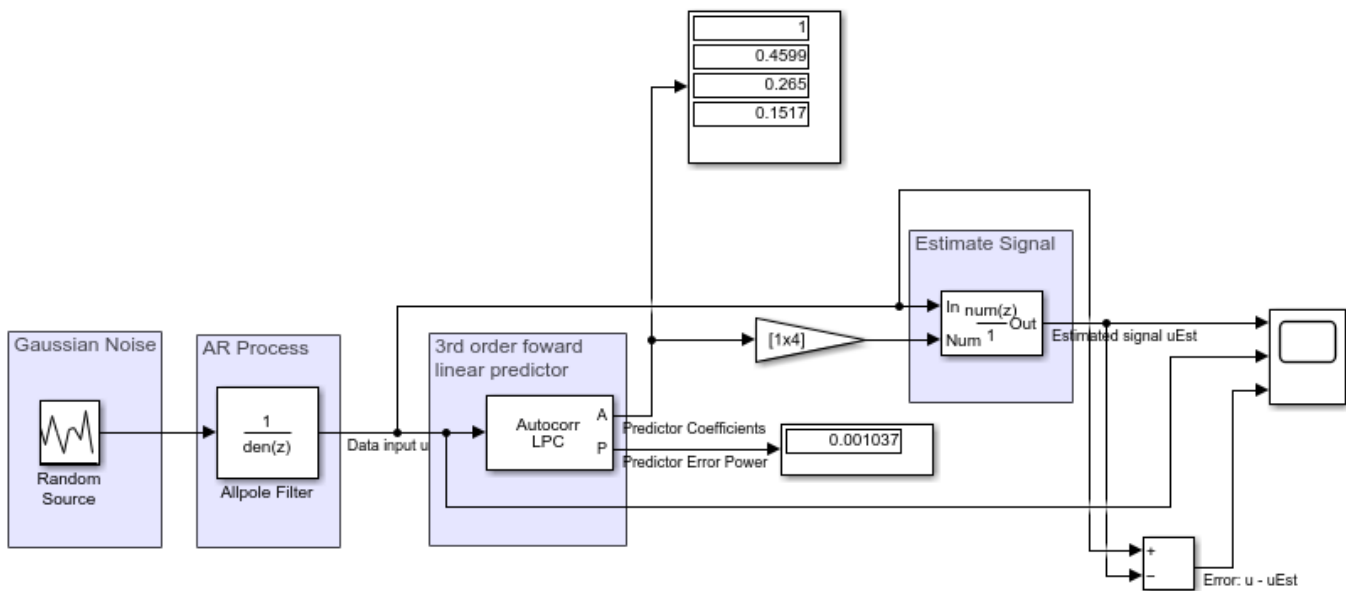 1
0.4599
0.265
0.1517
Estimate Signal
In
num(z)
1
Out
Num
Estimated signal uEst
Gaussian Noise
Random
Source
AR Process
1
den(z)
Allpole Filter
Data input u
3rd order foward
linear predictor
Autocorr
LPC
A
P
Predictor Coefficients
Predictor Error Power
[1x4]
0.001037
+
−
Error: u - uEst